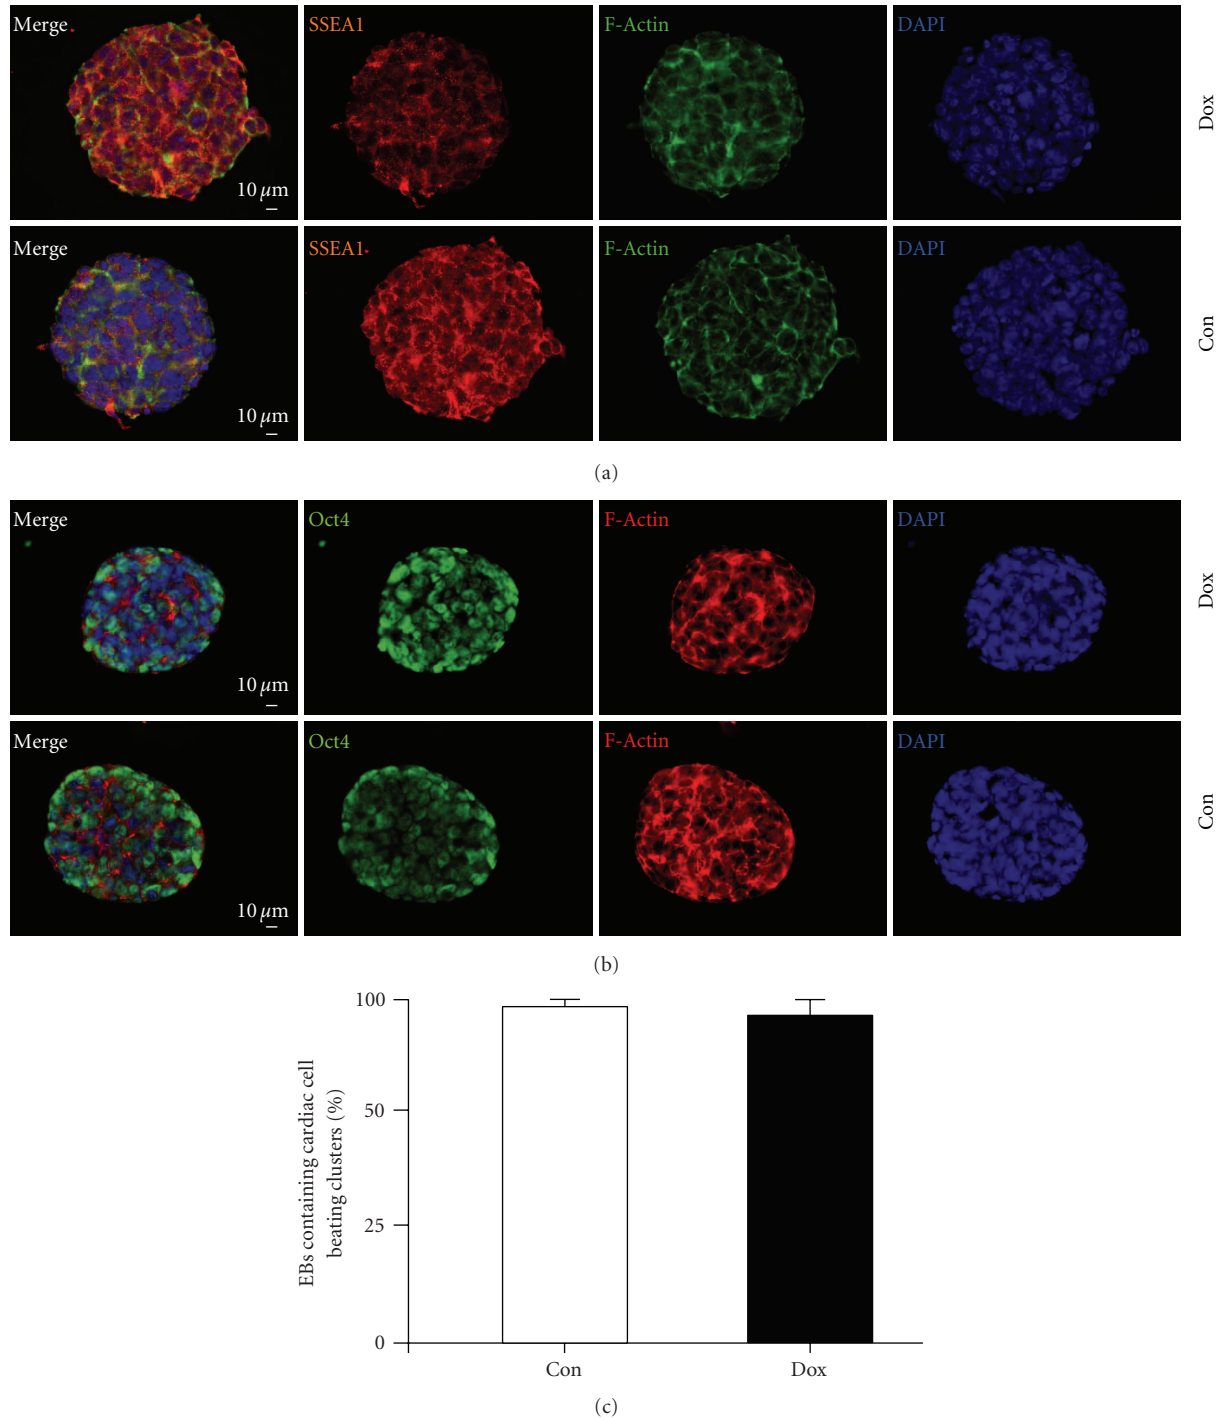 Merge
SSEA1
F-Actin
DAPI
Dox
10 µm
Merge
SSEA1
F-Actin
DAPI
Con
10 µm
(a)
Merge
Oct4
F-Actin
DAPI
Dox
10 µm
Merge
Oct4
F-Actin
DAPI
Con
10 µm
(b)
EBs containing cardiac cell
beating clusters (%)
100
50
25
0
Con
Dox
(c)